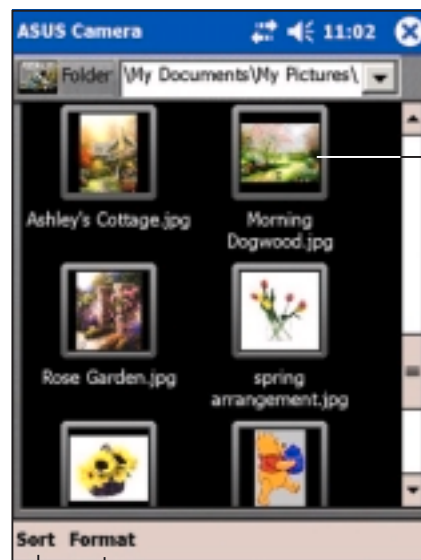 ASUS Camera 11:02
Folder \My Documents\My Pictures\
Ashley's Cottage.jpg
Morning
Dogwood.jpg
Rose Garden.jpg
spring
arrangement.jpg
Sort Format